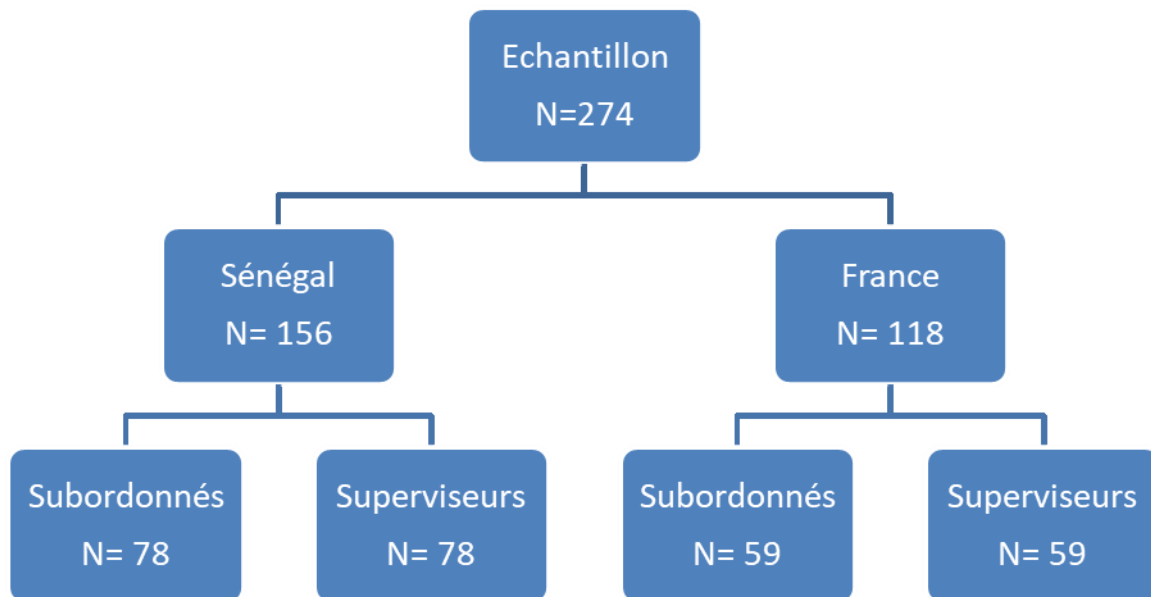 Echantillon
N=274
Sénégal
N= 156
France
N= 118
Subordonnés
N= 78
Superviseurs
N= 78
Subordonnés
N= 59
Superviseurs
N= 59